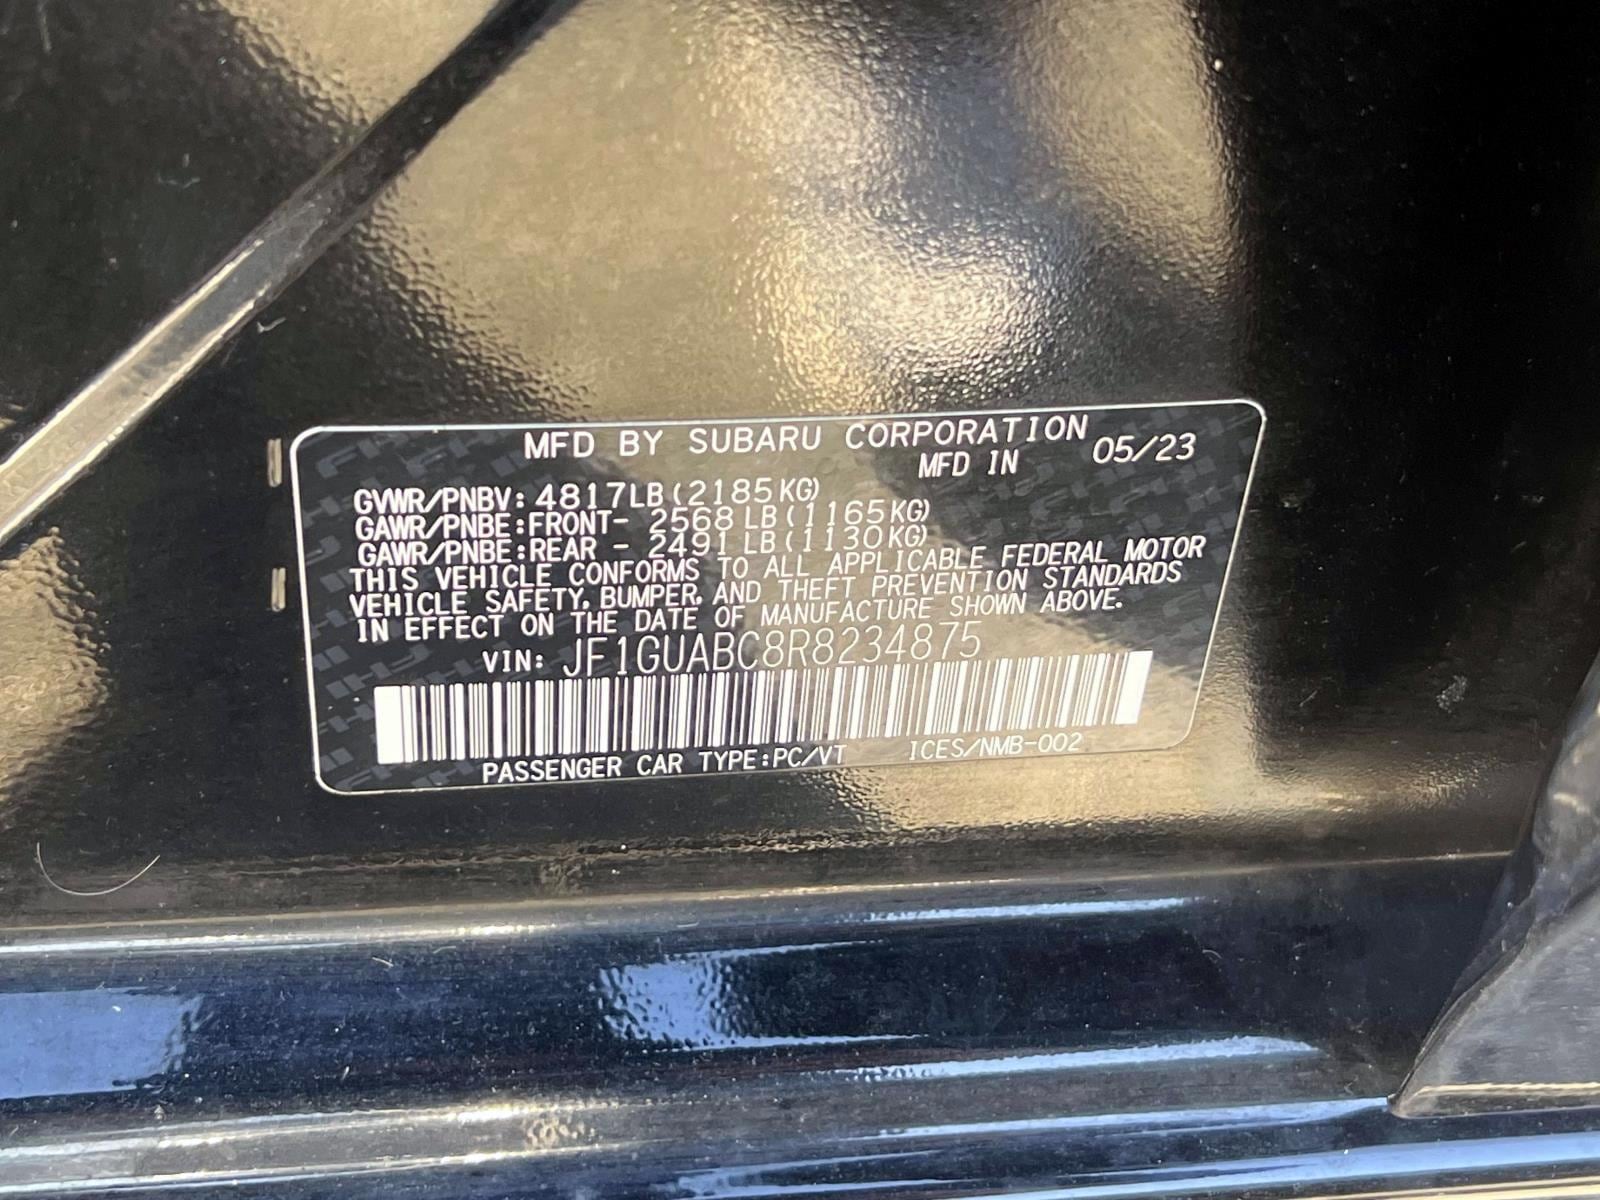 MFD BY SUBARU CORPORATION
MFD IN 05/23
GVWR/PNBV: 4817LB(2185KG)
GAWR/PNBE:FRONT- 2568 LB(1165KG)
GAWR/PNBE:REAR - 2491 LB(1130KG)
THIS VEHICLE CONFORMS TO ALL APPLICABLE FEDERAL MOTOR
VEHICLE SAFETY, BUMPER, AND THEFT PREVENTION STANDARDS
IN EFFECT ON THE DATE OF MANUFACTURE SHOWN ABOVE.
VIN: JF1GUABC8R8234875
PASSENGER CAR TYPE:PC/VT ICES/NMB-002